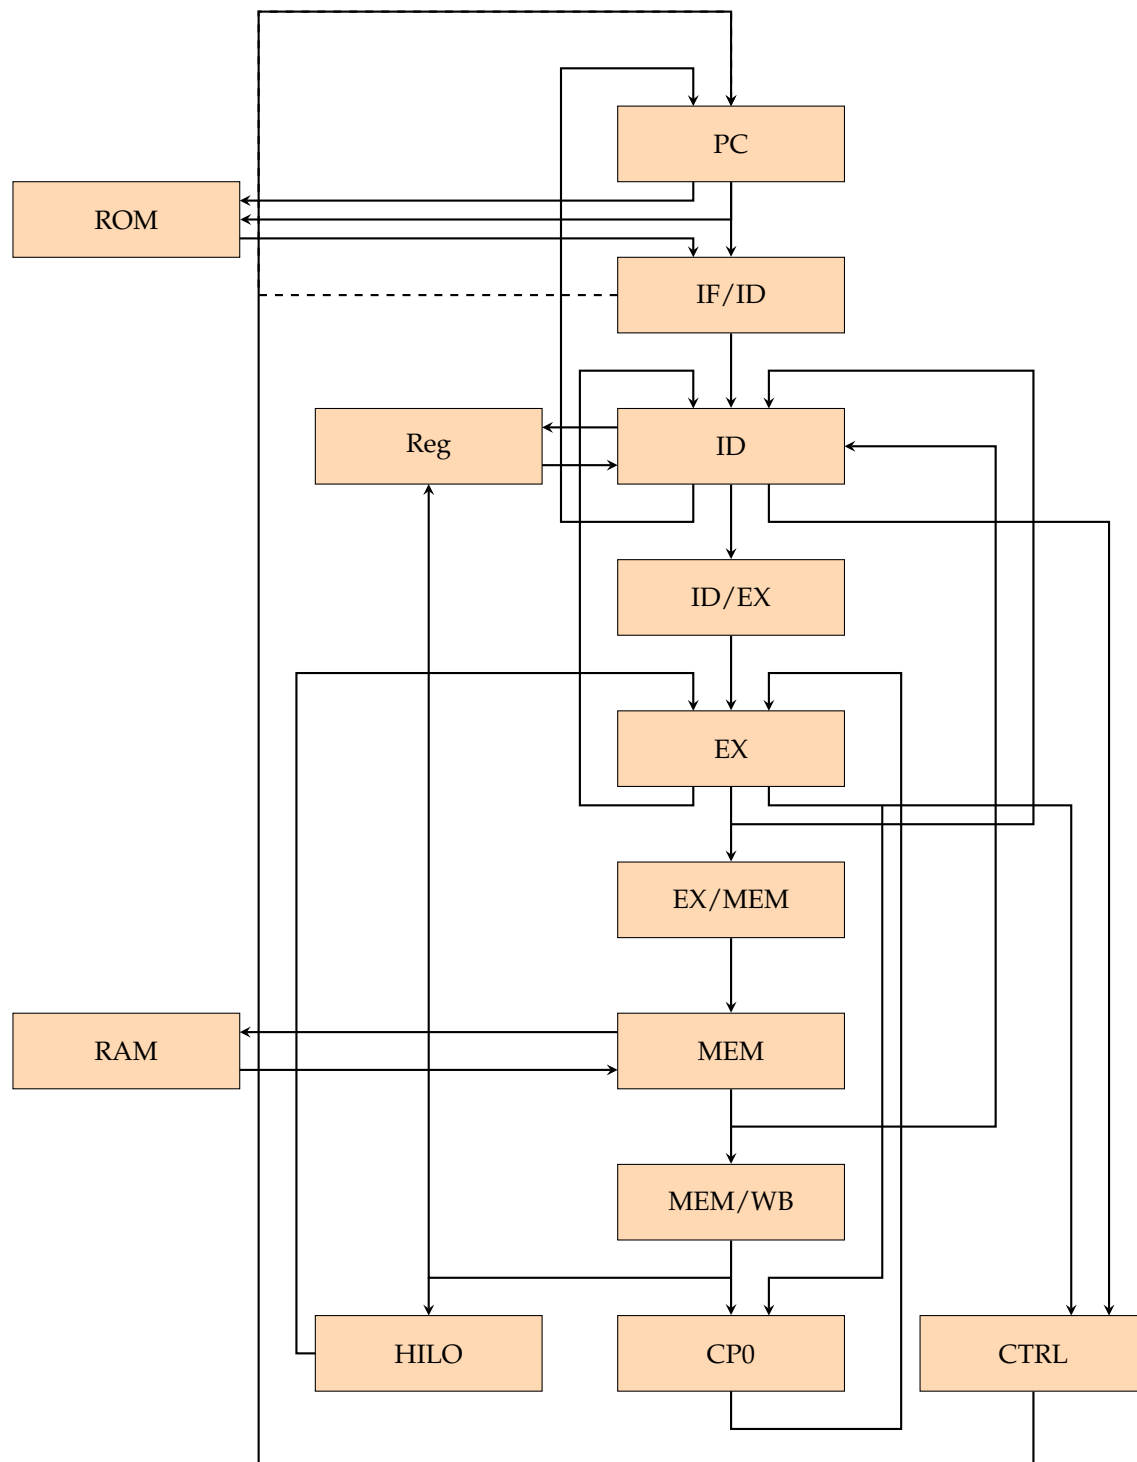 PC
ROM
IF/ID
Reg
ID
ID/EX
EX
EX/MEM
RAM
MEM
MEM/WB
HILO
CP0
CTRL